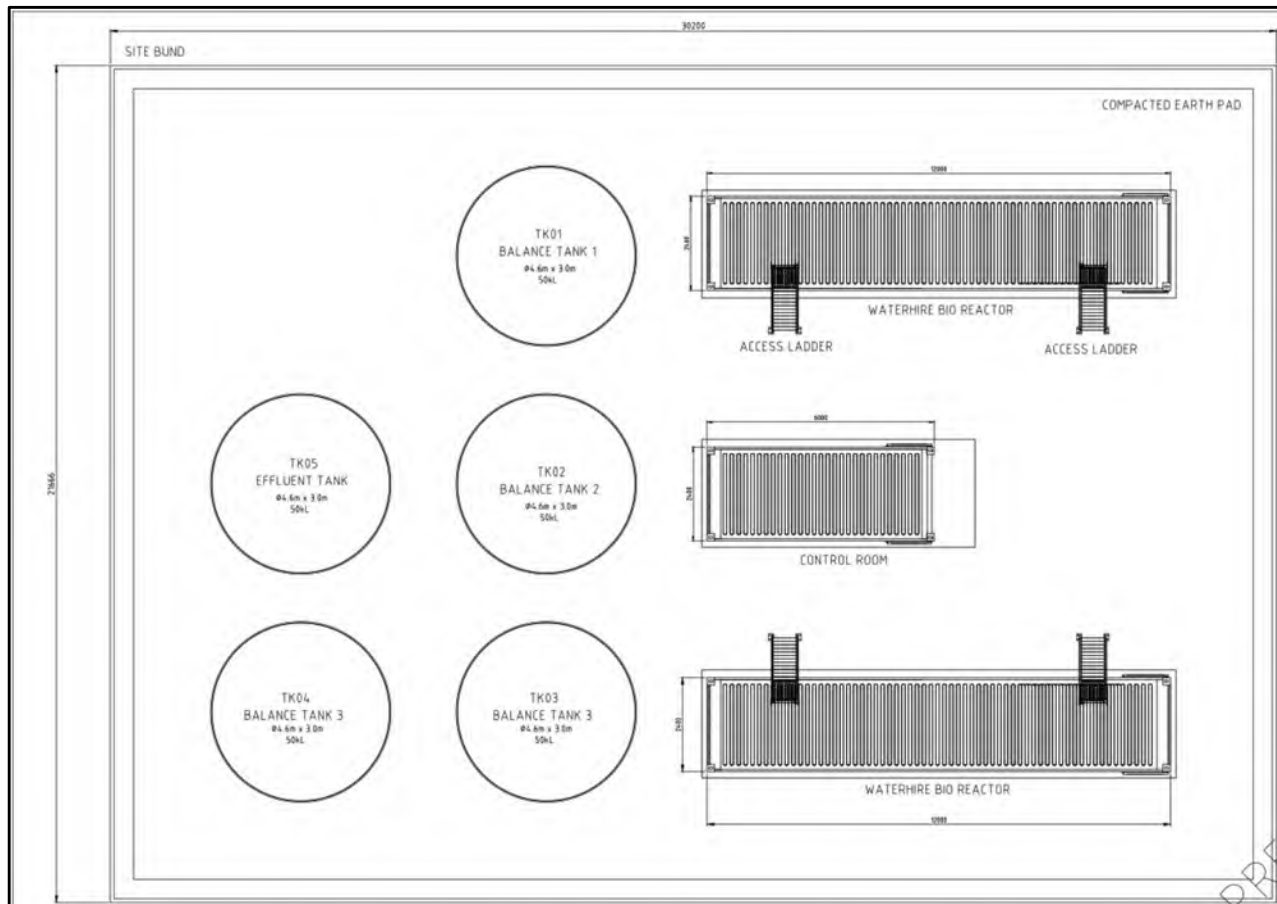 30200
SITE BUND
COMPACTED EARTH PAD
12000
TK01
BALANCE TANK 1
Ø4.6m x 3.0m
50kL
2400
WATERHIRE BIO REACTOR
ACCESS LADDER
ACCESS LADDER
6000
21666
TK05
EFFLUENT TANK
Ø4.6m x 3.0m
50kL
TK02
BALANCE TANK 2
Ø4.6m x 3.0m
50kL
2400
CONTROL ROOM
TK04
BALANCE TANK 3
Ø4.6m x 3.0m
50kL
TK03
BALANCE TANK 3
Ø4.6m x 3.0m
50kL
2400
WATERHIRE BIO REACTOR
12000